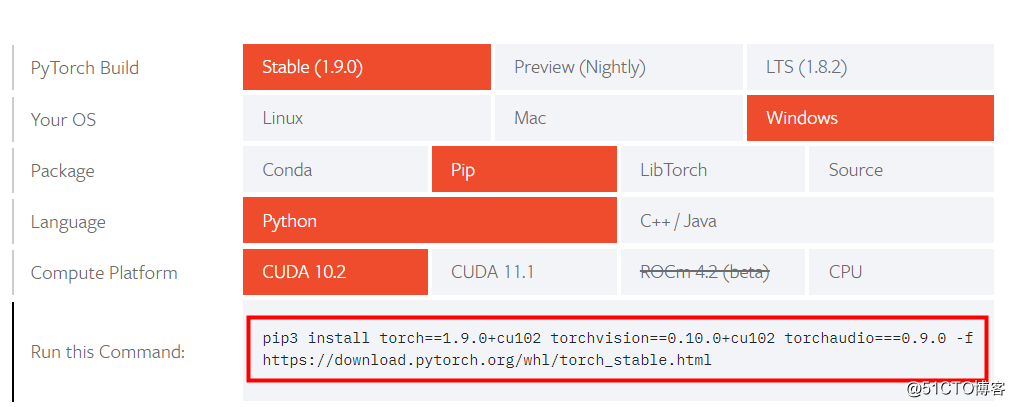 PyTorch Build Stable (1.9.0) Preview (Nightly) LTS (1.8.2)
Your OS Linux Mac Windows
Package Conda Pip LibTorch Source
Language Python C++ / Java
Compute Platform CUDA 10.2 CUDA 11.1 ROCm 4.2 (beta) CPU
Run this Command:
pip3 install torch==1.9.0+cu102 torchvision==0.10.0+cu102 torchaudio===0.9.0 -f
https://download.pytorch.org/whl/torch_stable.html
@51CTO博客